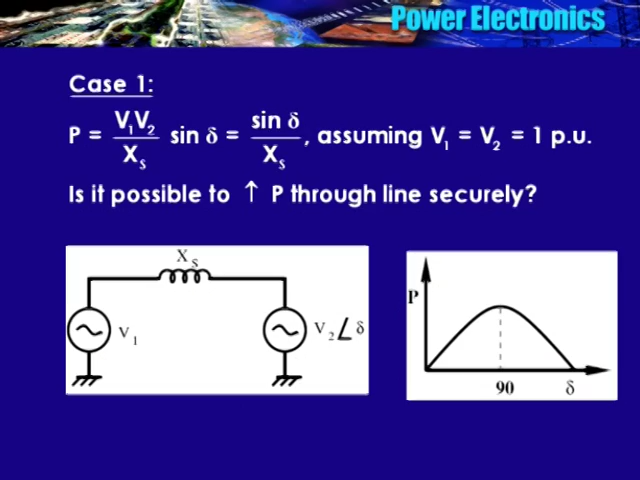 Power Electronics
Case 1:
P = V₁V₂/Xₛ sin δ = sin δ/Xₛ, assuming V₁ = V₂ = 1 p.u.
Is it possible to ↑ P through line securely?
X_S
V₁
V₂∠δ
P
90
δ